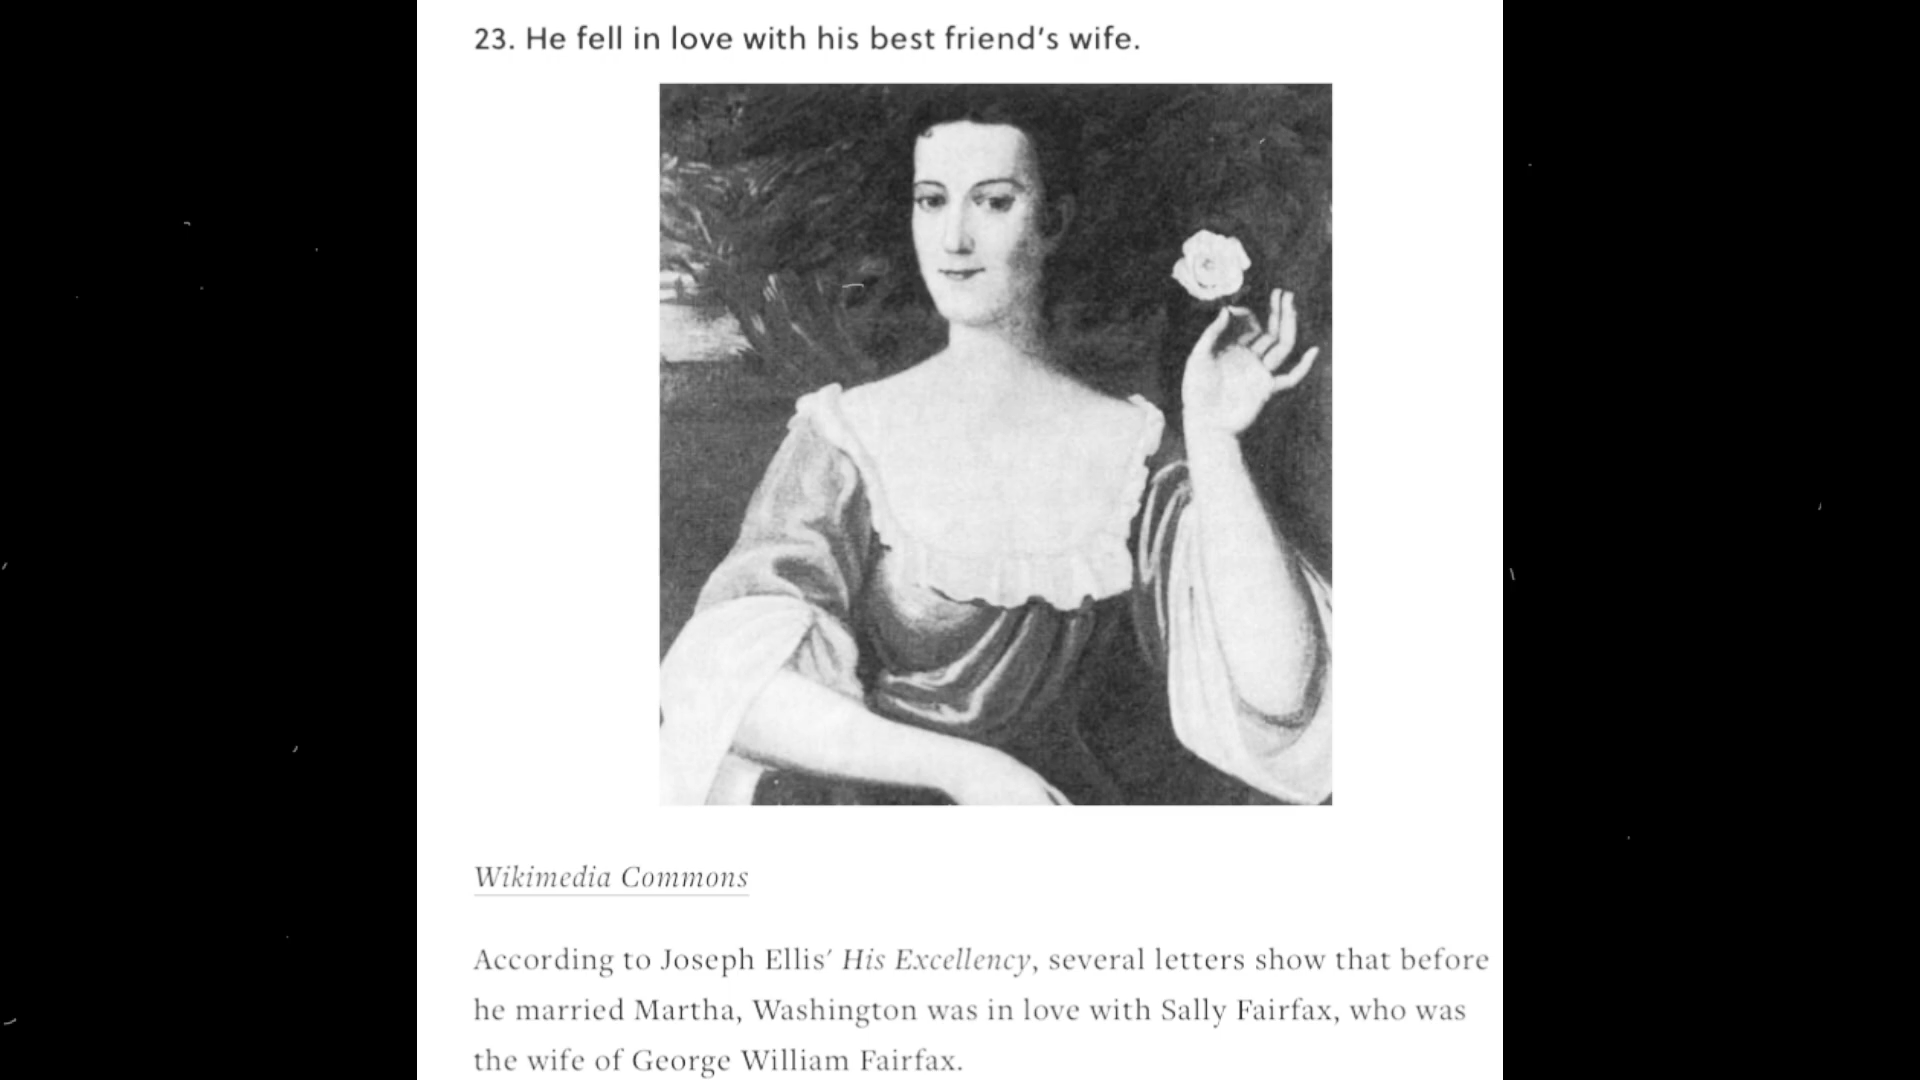 23. He fell in love with his best friend's wife.
Wikimedia Commons
According to Joseph Ellis' His Excellency, several letters show that before
he married Martha, Washington was in love with Sally Fairfax, who was
the wife of George William Fairfax.